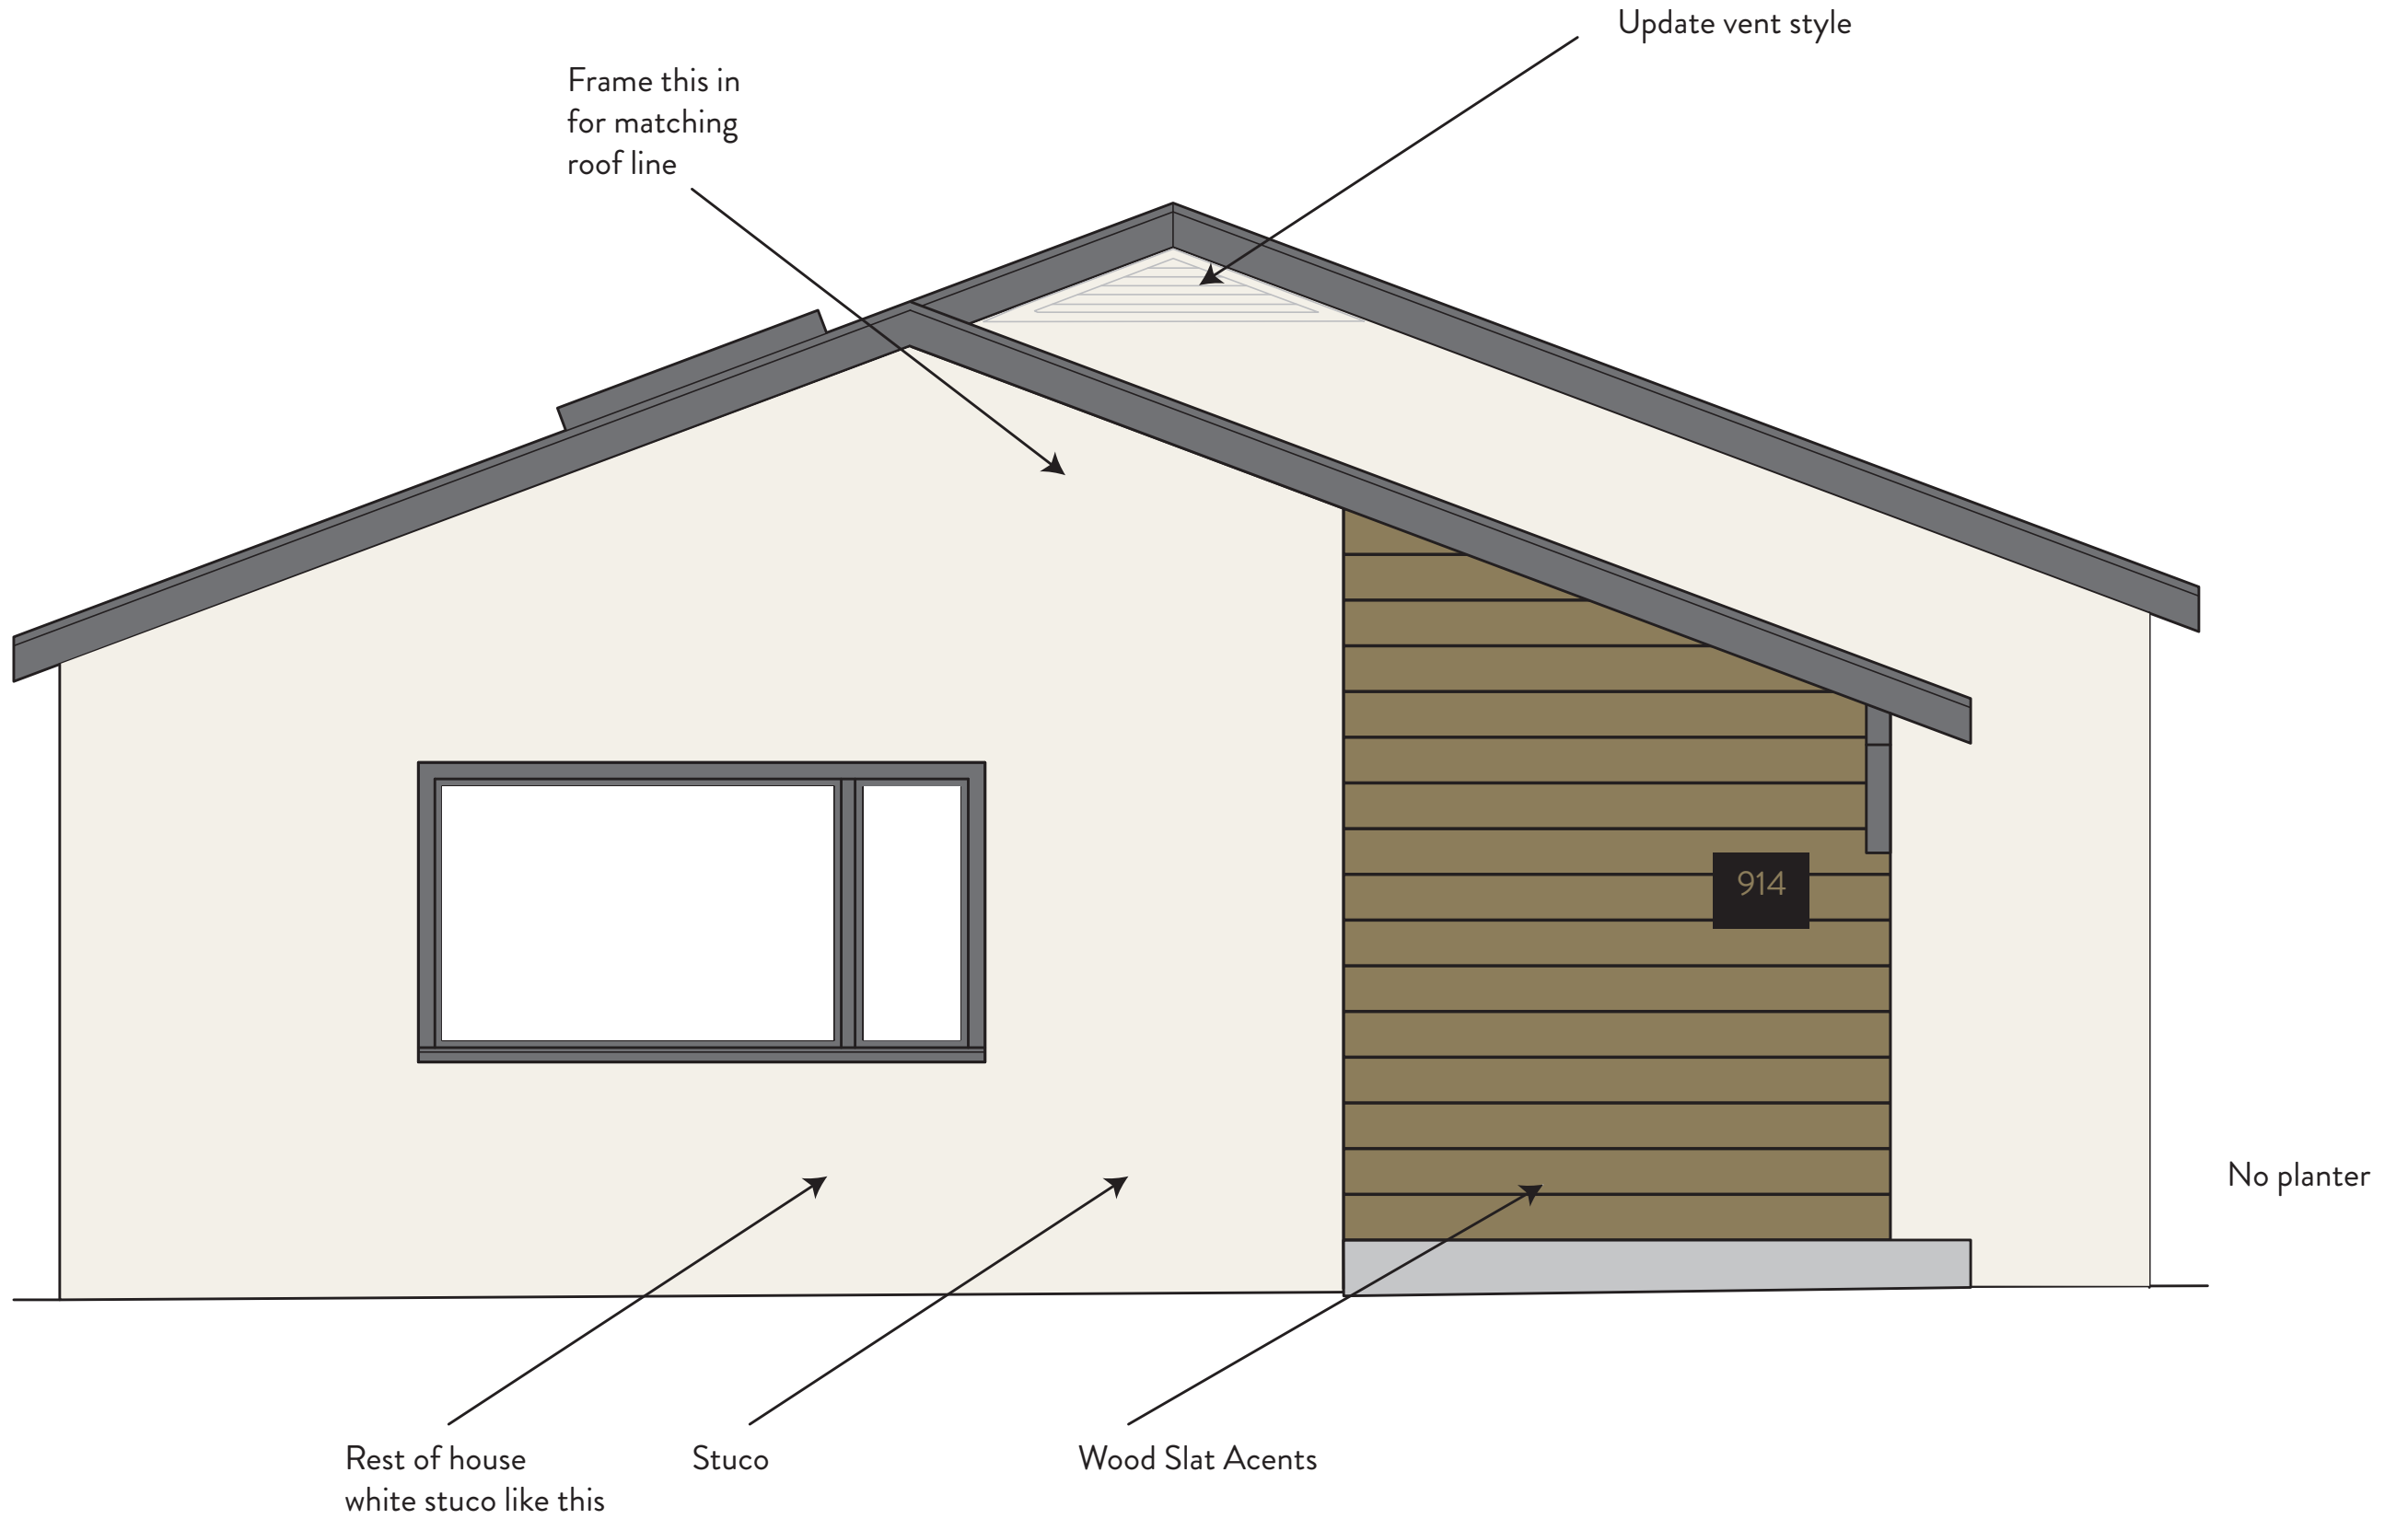 Update vent style
Frame this in
for matching
roof line
914
No planter
Rest of house
white stuco like this
Stuco
Wood Slat Acents